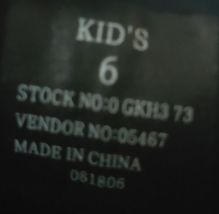 KID'S
6
STOCK NO:0 GKH3 73
VENDOR NO:05467
MADE IN CHINA
081806